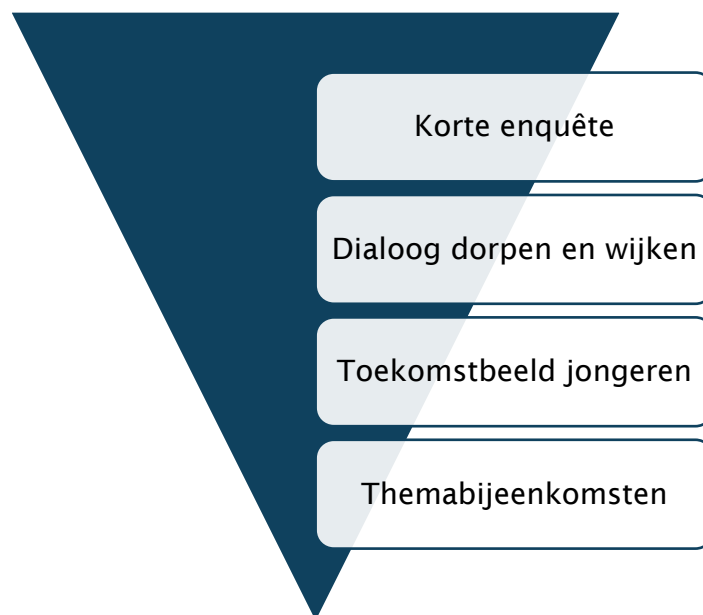 Korte enquête
Dialoog dorpen en wijken
Toekomstbeeld jongeren
Themabijeenkomsten